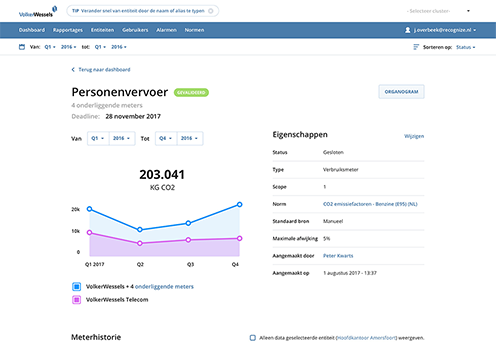 VolkerWessels
TIP Verander snel van entiteit door de naam of alias te typen
- Selecteer cluster-
Dashboard Rapportages Entiteiten Gebruikers Alarmen Normen j.overbeek@recognize.nl
Van: Q1 2016 tot: Q1 2016 Sorteren op: Status
Terug naar dashboard
Personenvervoer GEVALIDEERD
ORGANOGRAM
4 onderliggende meters
Deadline: 28 november 2017
Van Q1 2016 Tot Q4 2016
203.041
KG CO2
20k
10k
0
Q1 2017 Q2 Q3 Q4
VolkerWessels + 4 onderliggende meters
VolkerWessels Telecom
Eigenschappen Wijzigen
Status Gesloten
Type Verbruiksmeter
Scope 1
Norm CO2 emissiefactoren - Benzine (E95) (NL)
Standaard bron Manueel
Maximale afwijking 5%
Aangemaakt door Peter Kwarts
Aangemaakt op 1 augustus 2017 - 13:37
Meterhistorie
Alleen data geselecteerde entiteit (Hoofdkantoor Amersfoort) weergeven.